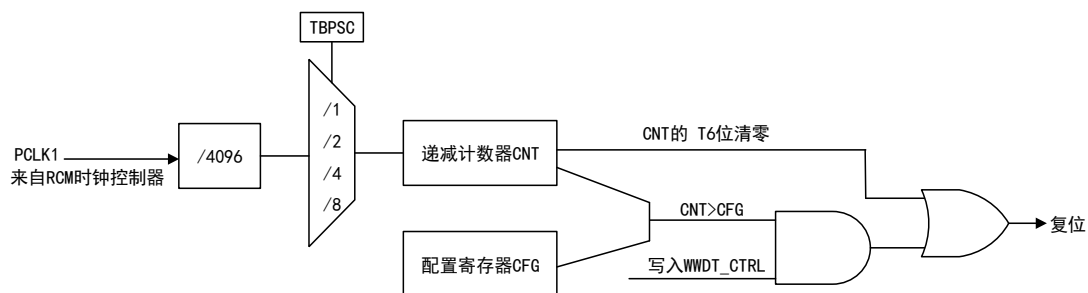 TBPSC
/1
/2
/4
/8
PCLK1
来自RCM时钟控制器
/4096
递减计数器CNT
CNT的 T6位清零
CNT>CFG
配置寄存器CFG
写入WWDT_CTRL
复位